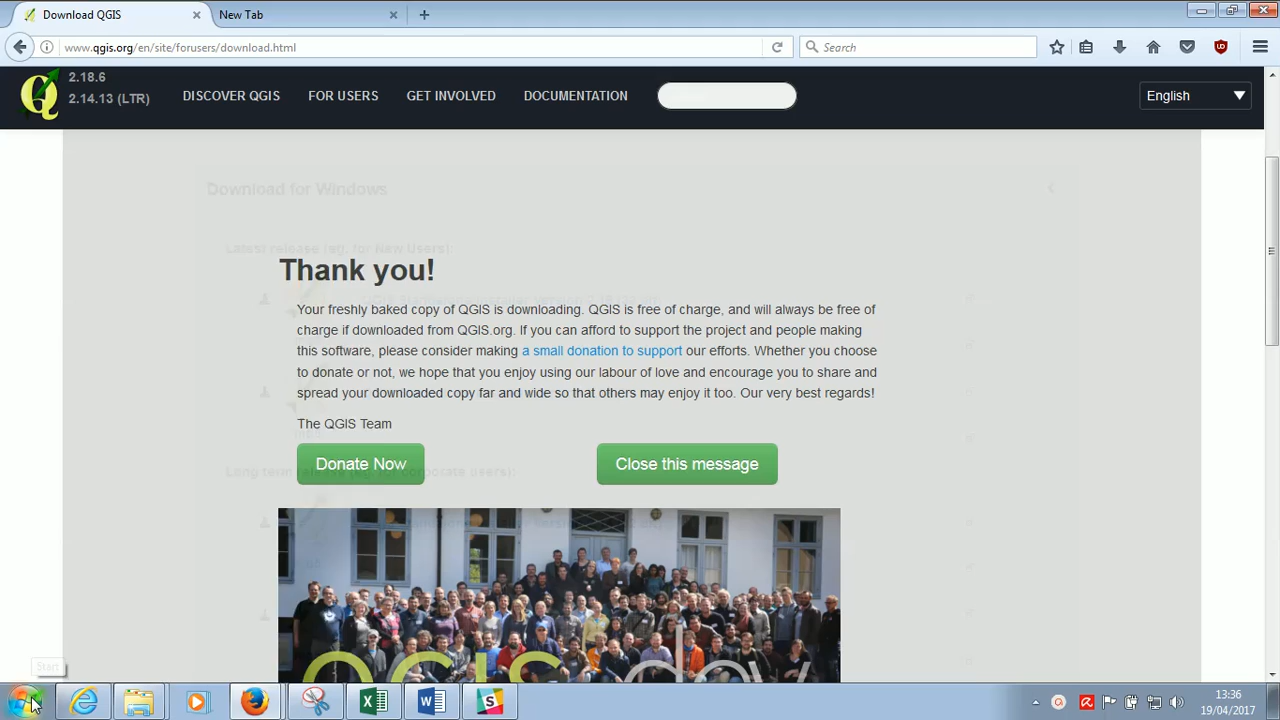 Download QGIS
New Tab
www.qgis.org/en/site/forusers/download.html
Search
2.18.6
2.14.13 (LTR)
DISCOVER QGIS
FOR USERS
GET INVOLVED
DOCUMENTATION
English
Download for Windows
Latest release (eg. for New Users):
Thank you!
Your freshly baked copy of QGIS is downloading. QGIS is free of charge, and will always be free of
charge if downloaded from QGIS.org. If you can afford to support the project and people making
this software, please consider making a small donation to support our efforts. Whether you choose
to donate or not, we hope that you enjoy using our labour of love and encourage you to share and
spread your downloaded copy far and wide so that others may enjoy it too. Our very best regards!
The QGIS Team
Donate Now
Close this message
Long term release (eg. for corporate users):
QGIS dev
Start
13:36
19/04/2017